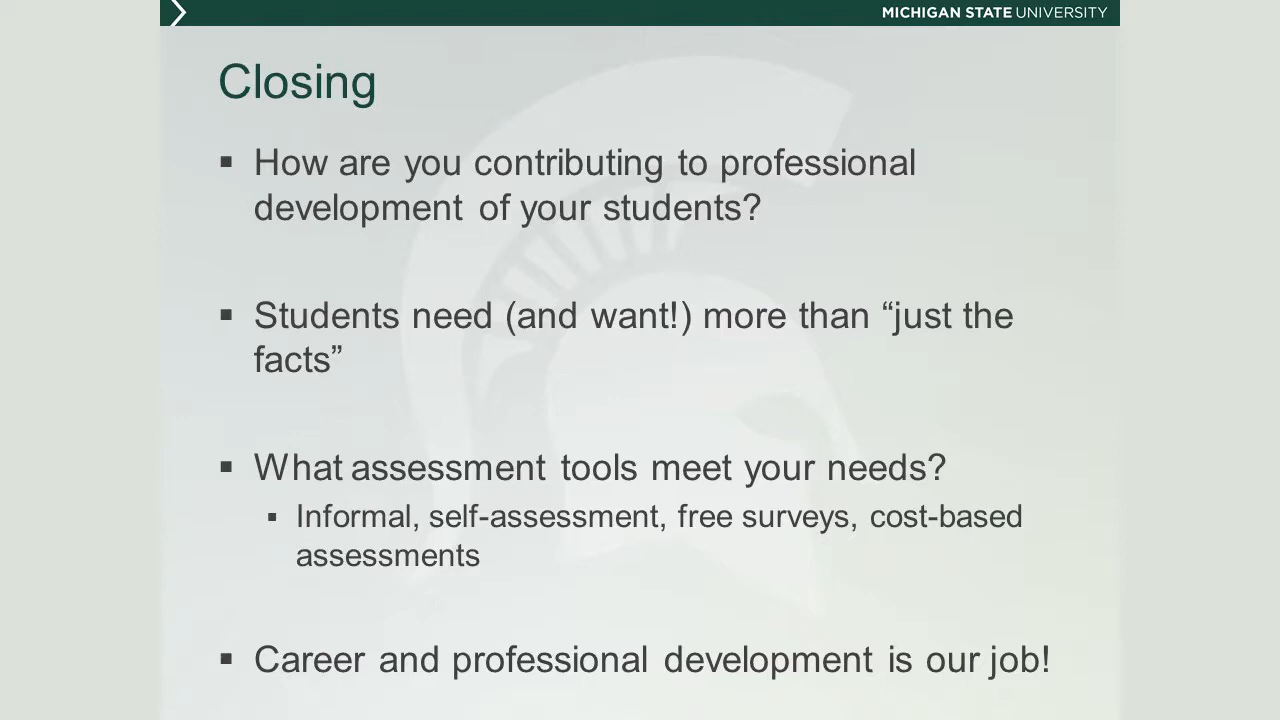 MICHIGAN STATE UNIVERSITY
Closing
▪ How are you contributing to professional
development of your students?
▪ Students need (and want!) more than “just the
facts”
▪ What assessment tools meet your needs?
▪ Informal, self-assessment, free surveys, cost-based
assessments
▪ Career and professional development is our job!